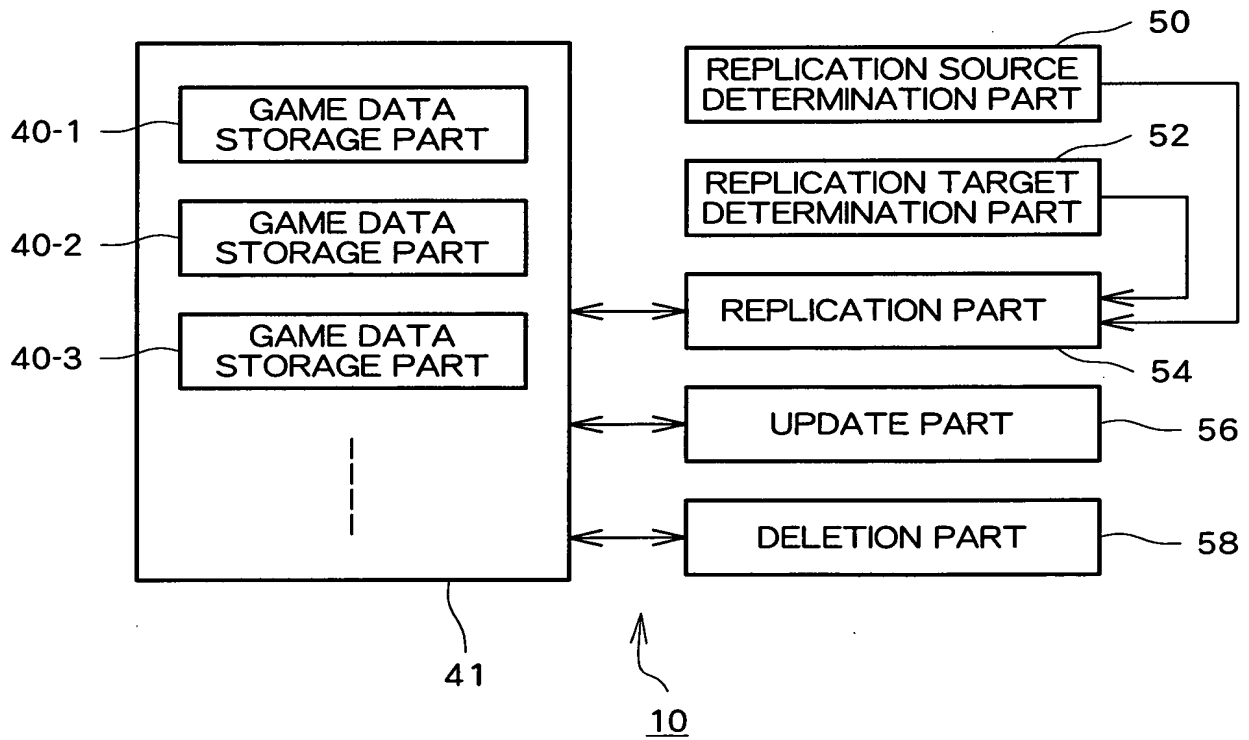 40-1
GAME DATA
STORAGE PART
40-2
GAME DATA
STORAGE PART
40-3
GAME DATA
STORAGE PART
41
50
REPLICATION SOURCE
DETERMINATION PART
52
REPLICATION TARGET
DETERMINATION PART
REPLICATION PART
54
UPDATE PART
56
DELETION PART
58
10